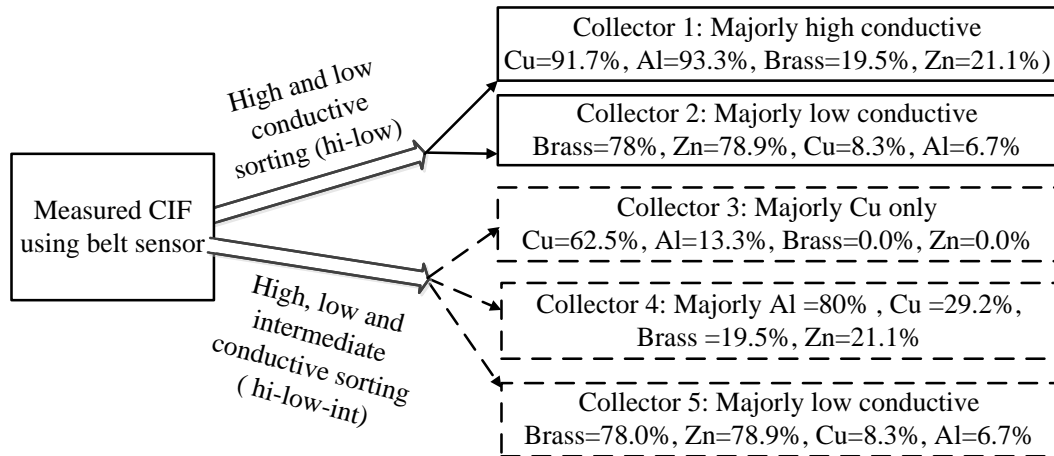 Measured CIF
using belt sensor
High and low
conductive
sorting (hi-low)
High, low and
intermediate
conductive sorting
( hi-low-int)
Collector 1: Majorly high conductive
Cu=91.7%, Al=93.3%, Brass=19.5%, Zn=21.1%)
Collector 2: Majorly low conductive
Brass=78%, Zn=78.9%, Cu=8.3%, Al=6.7%
Collector 3: Majorly Cu only
Cu=62.5%, Al=13.3%, Brass=0.0%, Zn=0.0%
Collector 4: Majorly Al =80% , Cu =29.2%,
Brass =19.5%, Zn=21.1%
Collector 5: Majorly low conductive
Brass=78.0%, Zn=78.9%, Cu=8.3%, Al=6.7%